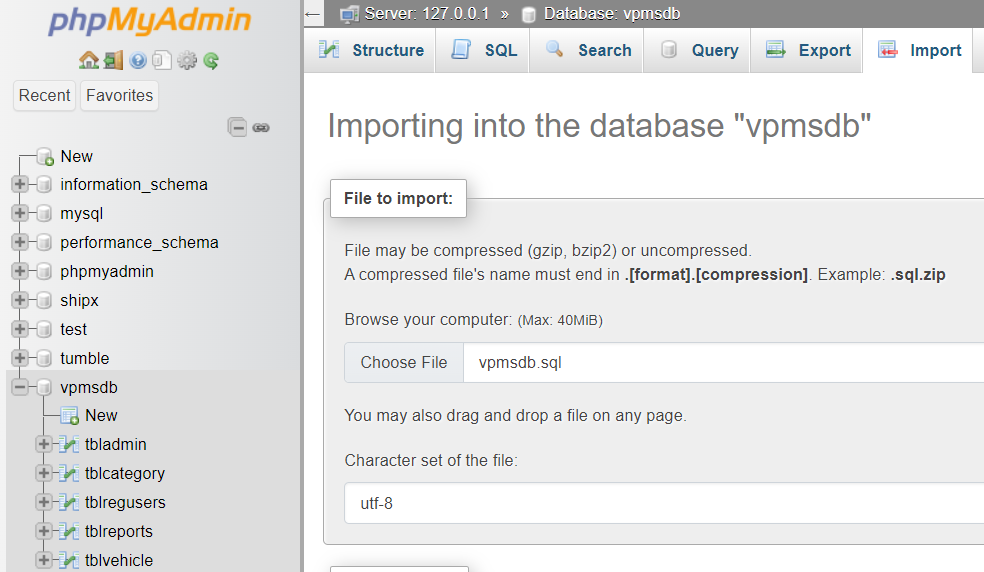 phpMyAdmin
Recent Favorites
New
information_schema
mysql
performance_schema
phpmyadmin
shipx
test
tumble
vpmsdb
New
tbladmin
tblcategory
tblregusers
tblreports
tblvehicle
Server: 127.0.0.1 » Database: vpmsdb
Structure SQL Search Query Export Import
Importing into the database "vpmsdb"
File to import:
File may be compressed (gzip, bzip2) or uncompressed.
A compressed file's name must end in .[format].[compression]. Example: .sql.zip
Browse your computer: (Max: 40MiB)
Choose File vpmsdb.sql
You may also drag and drop a file on any page.
Character set of the file:
utf-8